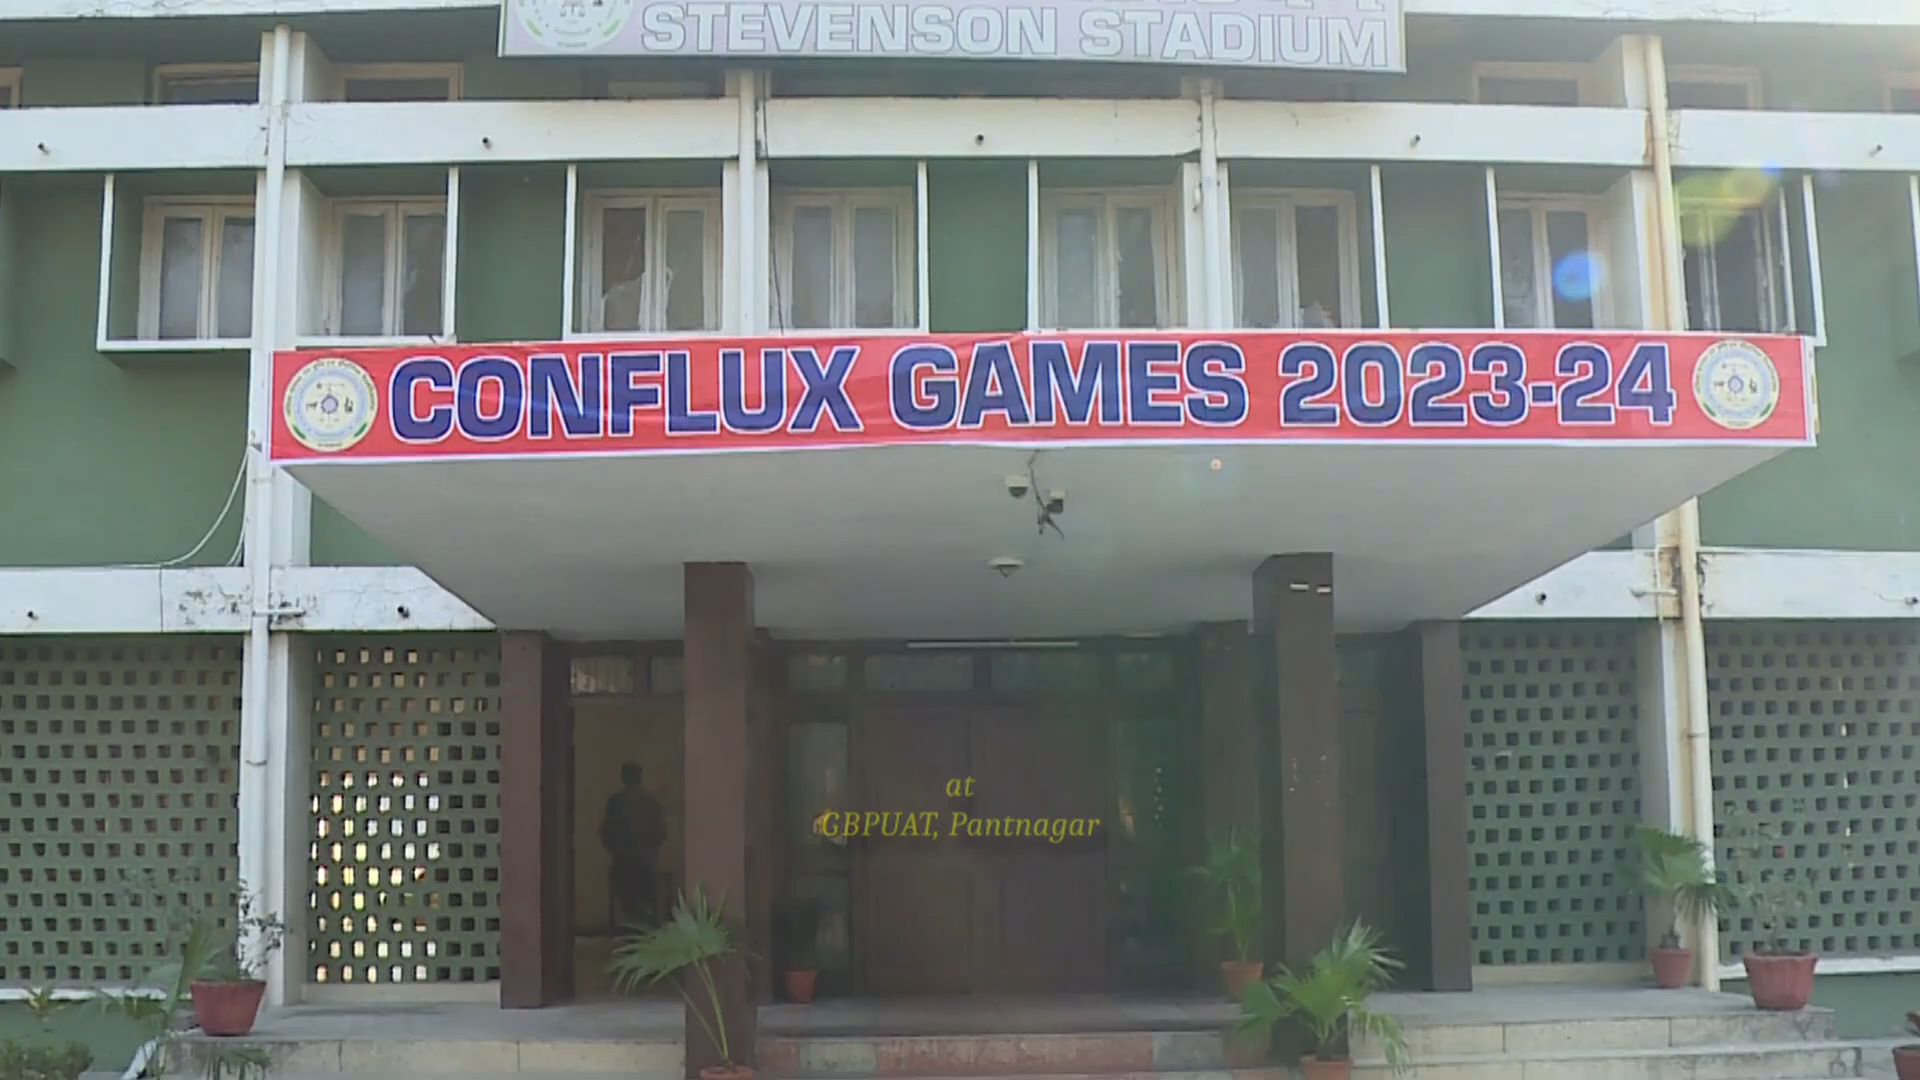 STEVENSON STADIUM
CONFLUX GAMES 2023-24
at
GBPUAT, Pantnagar